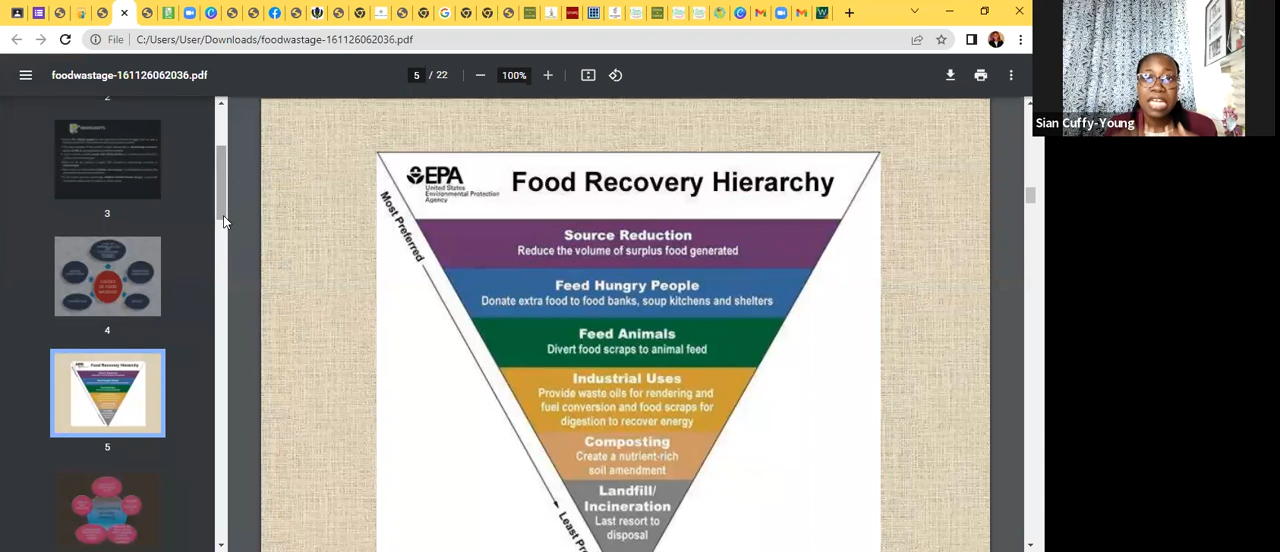 File
C:/Users/User/Downloads/foodwastage-161126062036.pdf
foodwastage-161126062036.pdf
5 / 22
100%
2
3
4
5
EPA
United States
Environmental Protection
Agency
Food Recovery Hierarchy
Most Preferred
Source Reduction
Reduce the volume of surplus food generated
Feed Hungry People
Donate extra food to food banks, soup kitchens and shelters
Feed Animals
Divert food scraps to animal feed
Industrial Uses
Provide waste oils for rendering and
fuel conversion and food scraps for
digestion to recover energy
Composting
Create a nutrient-rich
soil amendment
Landfill/
Incineration
Last resort to
disposal
Least Pr
Sian Cuffy-Young